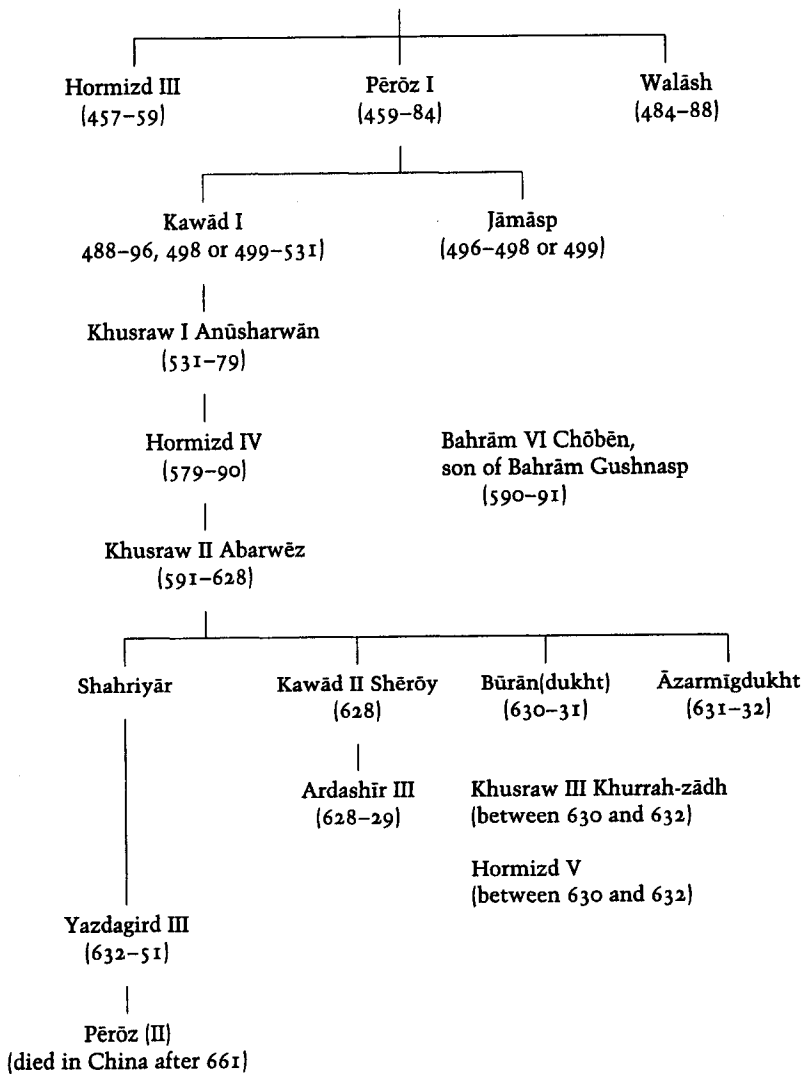 Hormizd III
(457–59)
Pērōz I
(459–84)
Walāsh
(484–88)
Kawād I
488–96, 498 or 499–531)
Jāmāsp
(496–498 or 499)
Khusraw I Anūsharwān
(531–79)
Hormizd IV
(579–90)
Bahrām VI Chōbēn,
son of Bahrām Gushnasp
(590–91)
Khusraw II Abarwēz
(591–628)
Shahriyār
Kawād II Shērōy
(628)
Būrān(dukht)
(630–31)
Āzarmīgdukht
(631–32)
Ardashīr III
(628–29)
Khusraw III Khurrah-zādh
(between 630 and 632)
Hormizd V
(between 630 and 632)
Yazdagird III
(632–51)
Pērōz (II)
(died in China after 661)